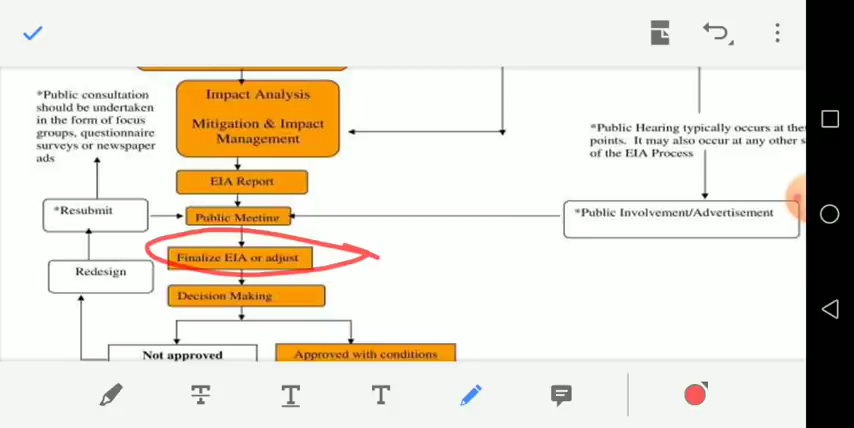 *Public consultation
should be undertaken
in the form of focus
groups, questionnaire
surveys or newspaper
ads
Impact Analysis
Mitigation & Impact
Management
*Public Hearing typically occurs at these
points. It may also occur at any other s
of the EIA Process
EIA Report
*Resubmit
Public Meeting
*Public Involvement/Advertisement
Finalize EIA or adjust
Redesign
Decision Making
Not approved
Approved with conditions
T
T
T